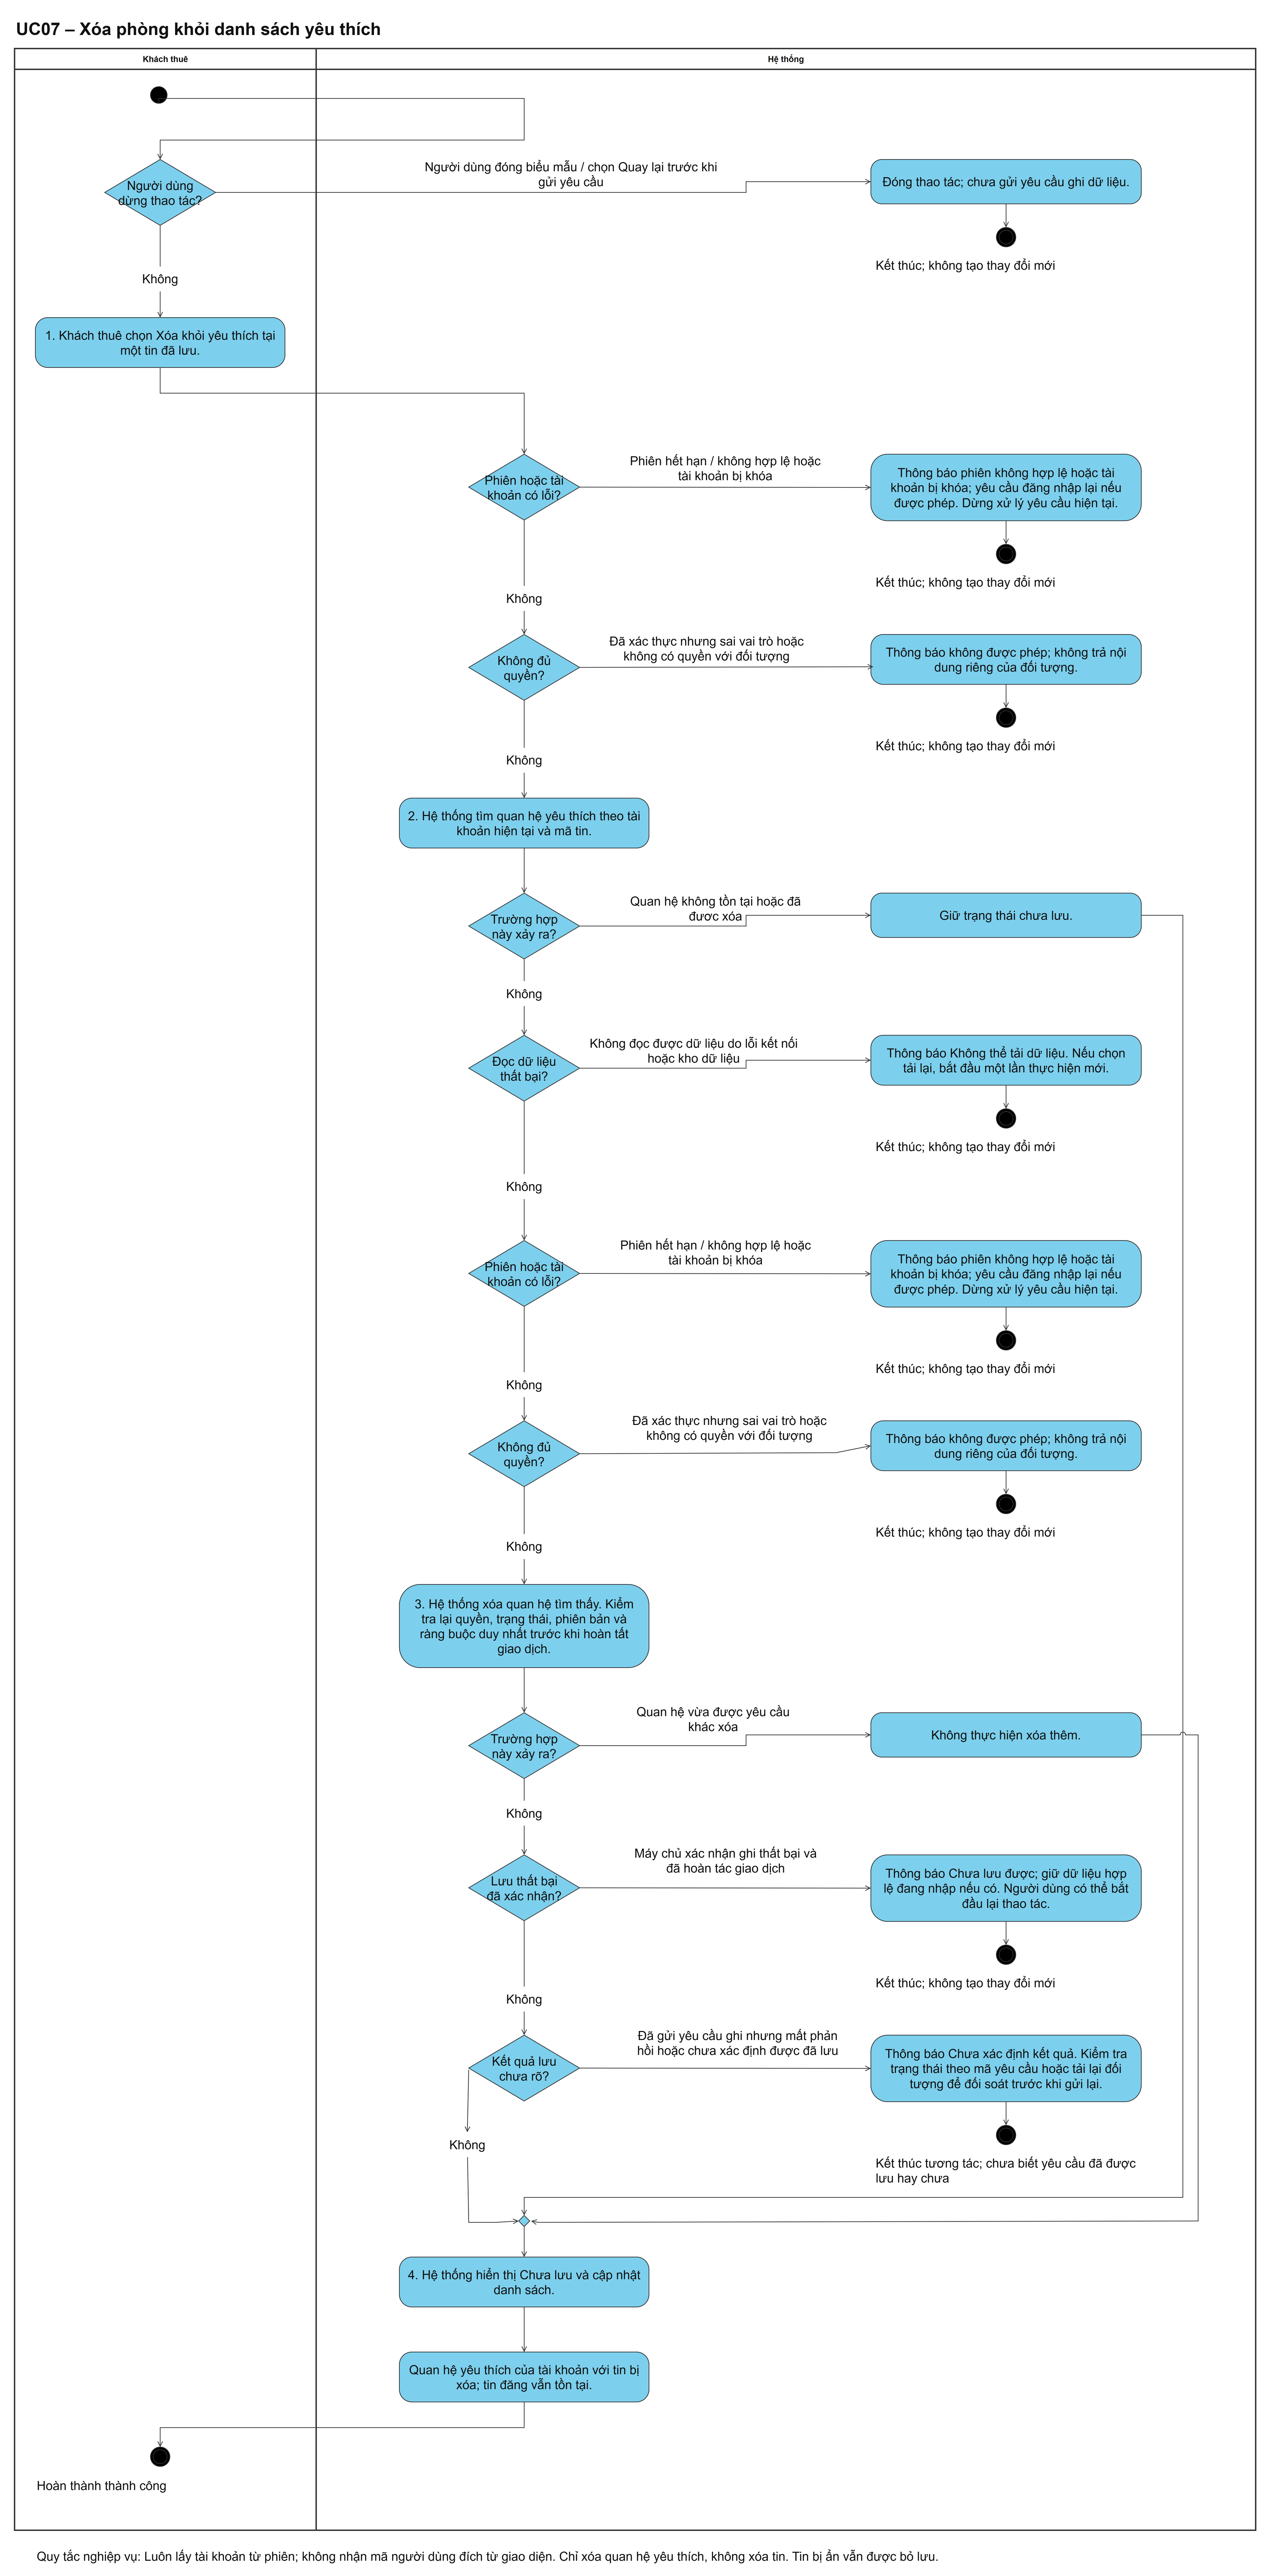 UC07 – Xóa phòng khỏi danh sách yêu thích
Khách thuê
Hệ thống
Người dùng
dừng thao tác?
Người dùng đóng biểu mẫu / chọn Quay lại trước khi
gửi yêu cầu
Đóng thao tác; chưa gửi yêu cầu ghi dữ liệu.
Kết thúc; không tạo thay đổi mới
Không
1. Khách thuê chọn Xóa khỏi yêu thích tại
một tin đã lưu.
Phiên hoặc tài
khoản có lỗi?
Phiên hết hạn / không hợp lệ hoặc
tài khoản bị khóa
Thông báo phiên không hợp lệ hoặc tài
khoản bị khóa; yêu cầu đăng nhập lại nếu
được phép. Dừng xử lý yêu cầu hiện tại.
Kết thúc; không tạo thay đổi mới
Không
Không đủ
quyền?
Đã xác thực nhưng sai vai trò hoặc
không có quyền với đối tượng
Thông báo không được phép; không trả nội
dung riêng của đối tượng.
Kết thúc; không tạo thay đổi mới
Không
2. Hệ thống tìm quan hệ yêu thích theo tài
khoản hiện tại và mã tin.
Trường hợp
này xảy ra?
Quan hệ không tồn tại hoặc đã
được xóa
Giữ trạng thái chưa lưu.
Không
Đọc dữ liệu
thất bại?
Không đọc được dữ liệu do lỗi kết nối
hoặc kho dữ liệu
Thông báo Không thể tải dữ liệu. Nếu chọn
tải lại, bắt đầu một lần thực hiện mới.
Kết thúc; không tạo thay đổi mới
Không
Phiên hoặc tài
khoản có lỗi?
Phiên hết hạn / không hợp lệ hoặc
tài khoản bị khóa
Thông báo phiên không hợp lệ hoặc tài
khoản bị khóa; yêu cầu đăng nhập lại nếu
được phép. Dừng xử lý yêu cầu hiện tại.
Kết thúc; không tạo thay đổi mới
Không
Không đủ
quyền?
Đã xác thực nhưng sai vai trò hoặc
không có quyền với đối tượng
Thông báo không được phép; không trả nội
dung riêng của đối tượng.
Kết thúc; không tạo thay đổi mới
Không
3. Hệ thống xóa quan hệ tìm thấy. Kiểm
tra lại quyền, trạng thái, phiên bản và
ràng buộc duy nhất trước khi hoàn tất
giao dịch.
Trường hợp
này xảy ra?
Quan hệ vừa được yêu cầu
khác xóa
Không thực hiện xóa thêm.
Không
Lưu thất bại
đã xác nhận?
Máy chủ xác nhận ghi thất bại và
đã hoàn tác giao dịch
Thông báo Chưa lưu được; giữ dữ liệu hợp
lệ đang nhập nếu có. Người dùng có thể bắt
đầu lại thao tác.
Kết thúc; không tạo thay đổi mới
Không
Kết quả lưu
chưa rõ?
Đã gửi yêu cầu ghi nhưng mất phản
hồi hoặc chưa xác định được đã lưu
Thông báo Chưa xác định kết quả. Kiểm tra
trạng thái theo mã yêu cầu hoặc tải lại đối
tượng để đối soát trước khi gửi lại.
Không
Kết thúc tương tác; chưa biết yêu cầu đã được
lưu hay chưa
4. Hệ thống hiển thị Chưa lưu và cập nhật
danh sách.
Quan hệ yêu thích của tài khoản với tin bị
xóa; tin đăng vẫn tồn tại.
Hoàn thành thành công
Quy tắc nghiệp vụ: Luôn lấy tài khoản từ phiên; không nhận mã người dùng đích từ giao diện. Chỉ xóa quan hệ yêu thích, không xóa tin. Tin bị ẩn vẫn được bỏ lưu.